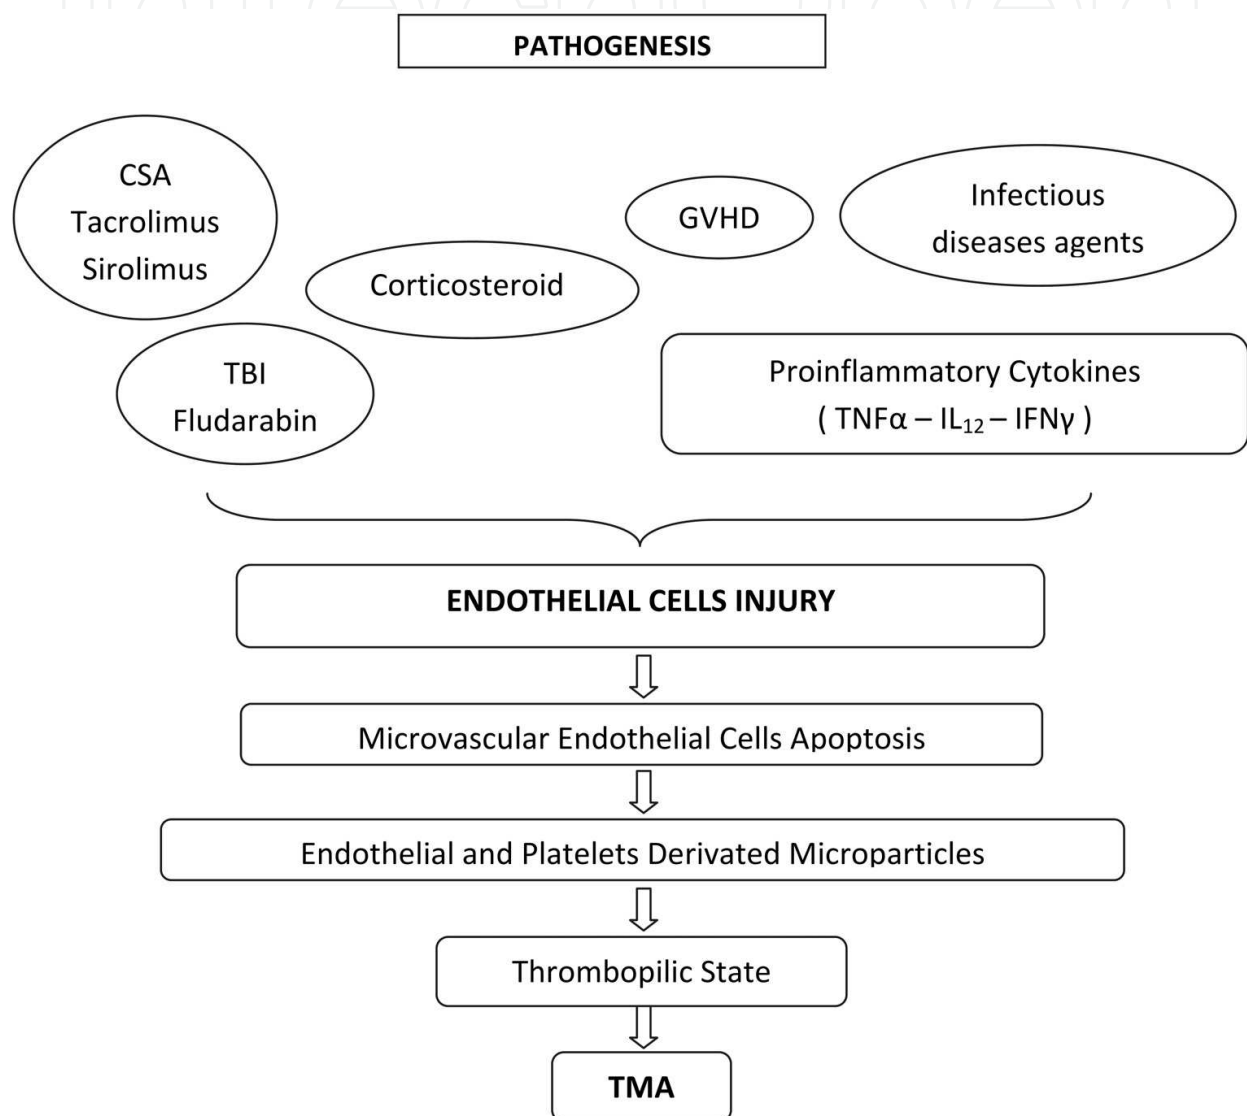 PATHOGENESIS
CSA
Tacrolimus
Sirolimus
GVHD
Infectious
diseases agents
Corticosteroid
TBI
Fludarabin
Proinflammatory Cytokines
( TNFα – IL₁₂ – IFNγ )
ENDOTHELIAL CELLS INJURY
Microvascular Endothelial Cells Apoptosis
Endothelial and Platelets Derivated Microparticles
Thrombopilic State
TMA